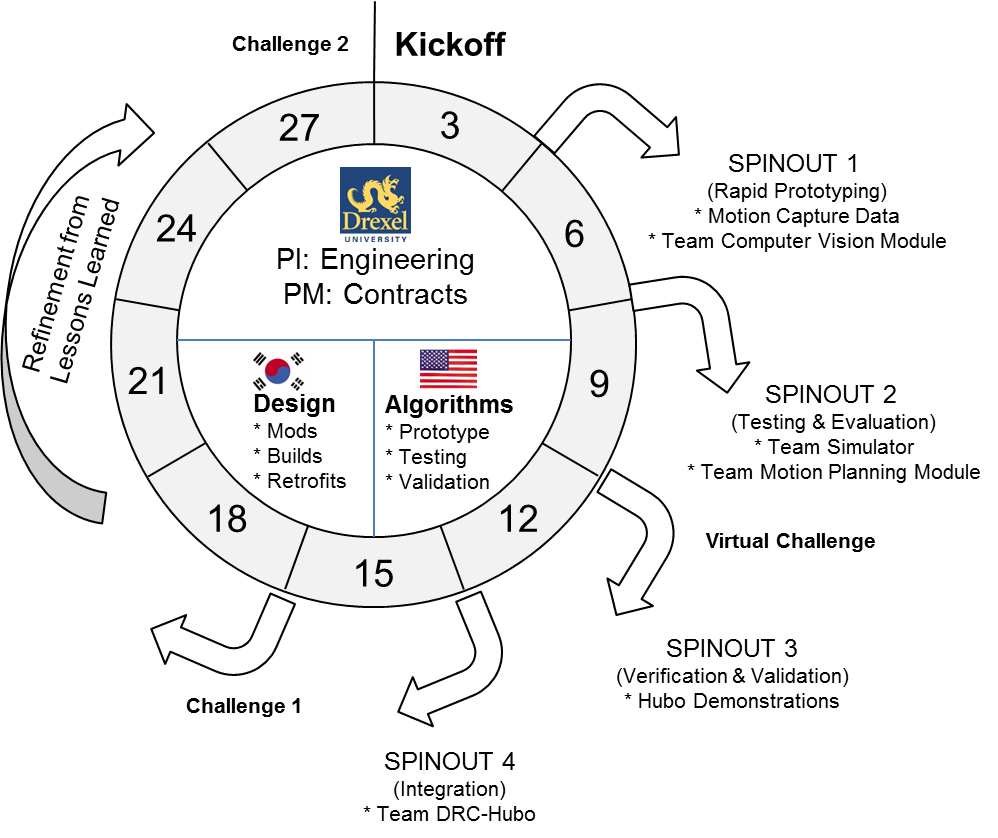 Challenge 2
Kickoff
27
3
24
6
21
9
18
12
15
Refinement from
Lessons Learned
Drexel
UNIVERSITY
PI: Engineering
PM: Contracts
Design
* Mods
* Builds
* Retrofits
Algorithms
* Prototype
* Testing
* Validation
SPINOUT 1
(Rapid Prototyping)
* Motion Capture Data
* Team Computer Vision Module
SPINOUT 2
(Testing & Evaluation)
* Team Simulator
* Team Motion Planning Module
Virtual Challenge
SPINOUT 3
(Verification & Validation)
* Hubo Demonstrations
Challenge 1
SPINOUT 4
(Integration)
* Team DRC-Hubo